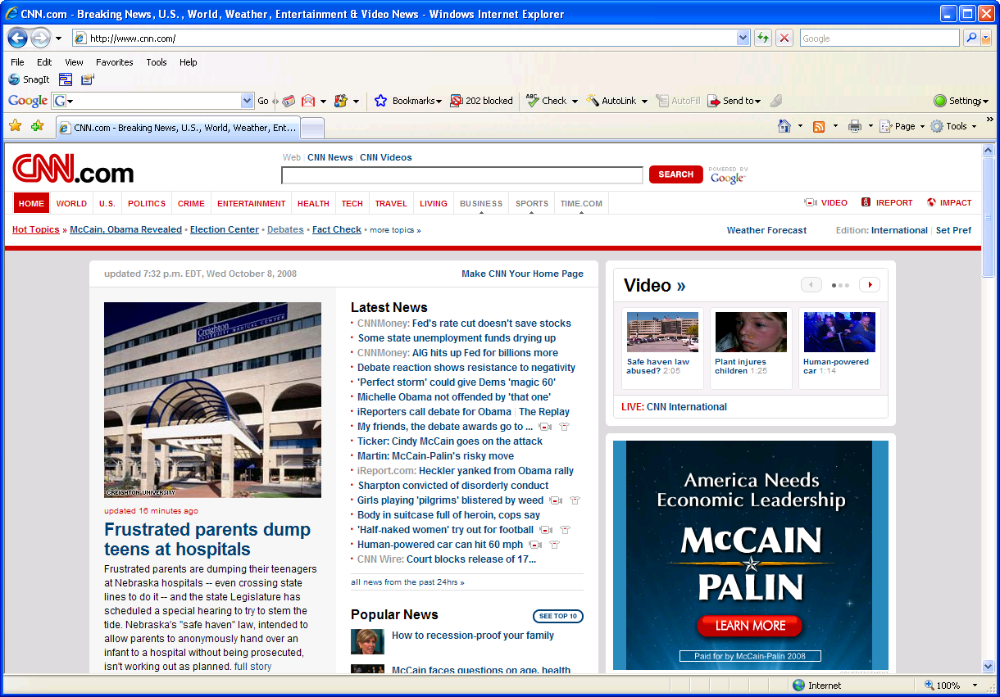 CNN.com - Breaking News, U.S., World, Weather, Entertainment & Video News - Windows Internet Explorer
http://www.cnn.com/
Google
File Edit View Favorites Tools Help
SnagIt
Google G Go Bookmarks 202 blocked ABC Check AutoLink AutoFill Send to Settings
CNN.com - Breaking News, U.S., World, Weather, Ent... Page Tools
CNN.com
Web | CNN News | CNN Videos
SEARCH POWERED BY Google
HOME WORLD U.S. POLITICS CRIME ENTERTAINMENT HEALTH TECH TRAVEL LIVING BUSINESS SPORTS TIME.COM VIDEO IREPORT IMPACT
Hot Topics » McCain, Obama Revealed • Election Center • Debates • Fact Check • more topics » Weather Forecast Edition: International | Set Pref
updated 7:32 p.m. EDT, Wed October 8, 2008 Make CNN Your Home Page
CREIGHTON UNIVERSITY MEDICAL CENTER
CREIGHTON UNIVERSITY
updated 16 minutes ago
Frustrated parents dump
teens at hospitals
Frustrated parents are dumping their teenagers
at Nebraska hospitals -- even crossing state
lines to do it -- and the state Legislature has
scheduled a special hearing to try to stem the
tide. Nebraska's "safe haven" law, intended to
allow parents to anonymously hand over an
infant to a hospital without being prosecuted,
isn't working out as planned. full story
Latest News
• CNNMoney: Fed's rate cut doesn't save stocks
• Some state unemployment funds drying up
• CNNMoney: AIG hits up Fed for billions more
• Debate reaction shows resistance to negativity
• 'Perfect storm' could give Dems 'magic 60'
• Michelle Obama not offended by 'that one'
• iReporters call debate for Obama | The Replay
• My friends, the debate awards go to ...
• Ticker: Cindy McCain goes on the attack
• Martin: McCain-Palin's risky move
• iReport.com: Heckler yanked from Obama rally
• Sharpton convicted of disorderly conduct
• Girls playing 'pilgrims' blistered by weed
• Body in suitcase full of heroin, cops say
• 'Half-naked women' try out for football
• Human-powered car can hit 60 mph
• CNN Wire: Court blocks release of 17...
all news from the past 24hrs »
Popular News SEE TOP 10
How to recession-proof your family
McCain faces questions on age, health
Video »
Safe haven law
abused? 2:05
Plant injures
children 1:25
Human-powered
car 1:14
LIVE: CNN International
America Needs
Economic Leadership
McCAIN
PALIN
LEARN MORE
Paid for by McCain-Palin 2008
ADVERTISEMENT
Internet 100%